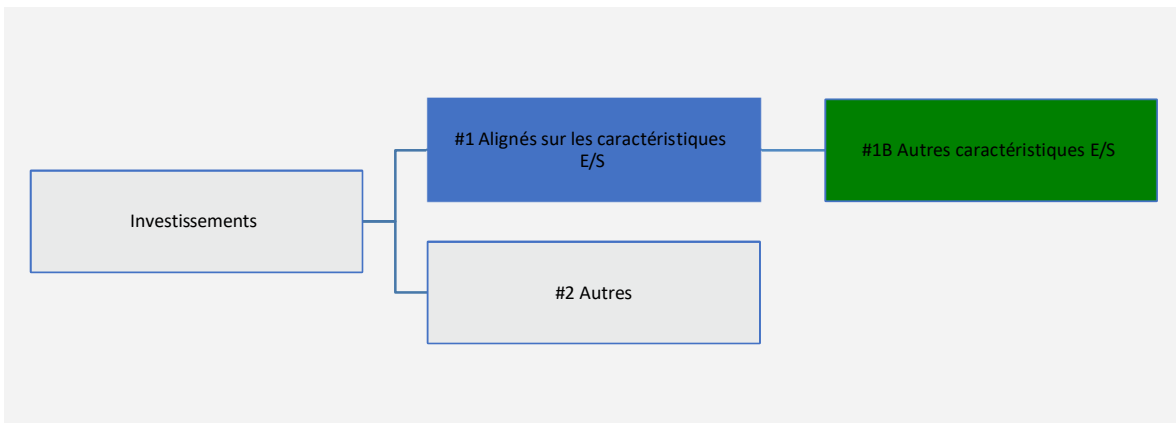 #1 Alignés sur les caractéristiques
E/S
#1B Autres caractéristiques E/S
Investissements
#2 Autres